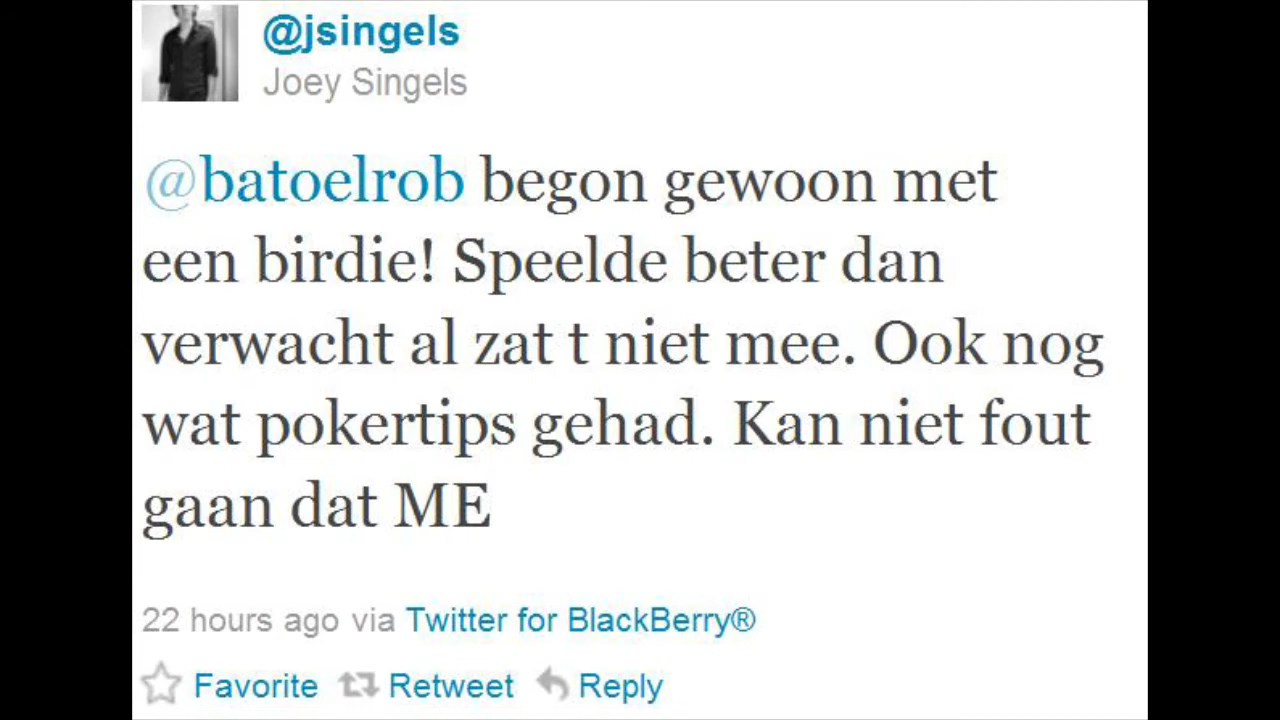 @jsingels
Joey Singels
@batoelrob begon gewoon met
een birdie! Speelde beter dan
verwacht al zat t niet mee. Ook nog
wat pokertips gehad. Kan niet fout
gaan dat ME
22 hours ago via Twitter for BlackBerry®
Favorite Retweet Reply